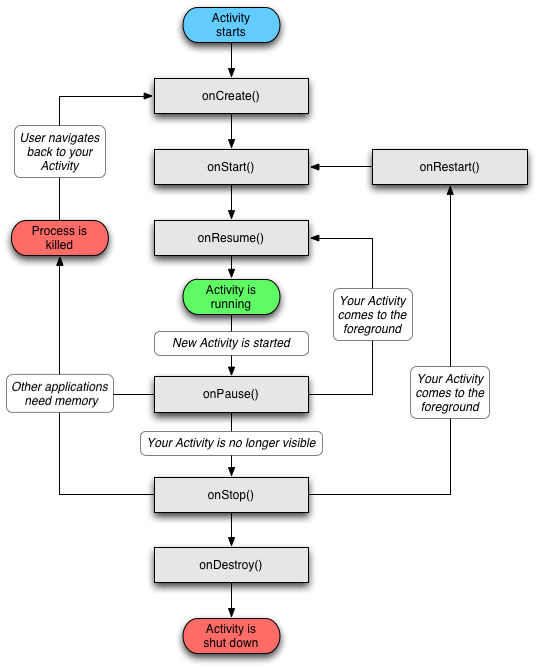 Activity
starts
onCreate()
User navigates
back to your
Activity
onStart()
onRestart()
Process is
killed
onResume()
Activity is
running
Your Activity
comes to the
foreground
New Activity is started
Other applications
need memory
onPause()
Your Activity
comes to the
foreground
Your Activity is no longer visible
onStop()
onDestroy()
Activity is
shut down